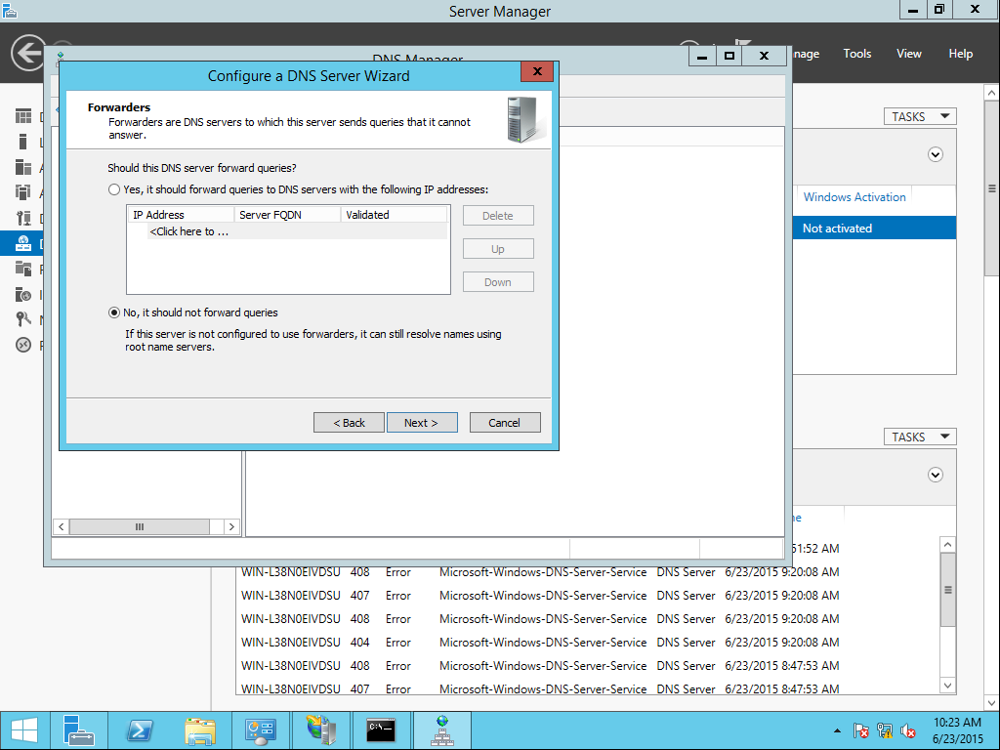 Server Manager
Tools
View
Help
DNS Manager
Configure a DNS Server Wizard
Forwarders
Forwarders are DNS servers to which this server sends queries that it cannot
answer.
Should this DNS server forward queries?
Yes, it should forward queries to DNS servers with the following IP addresses:
IP Address Server FQDN Validated
<Click here to ...
Delete
Up
Down
No, it should not forward queries
If this server is not configured to use forwarders, it can still resolve names using
root name servers.
< Back Next > Cancel
TASKS
Windows Activation
Not activated
TASKS
51:52 AM
WIN-L38N0EIVDSU 408 Error Microsoft-Windows-DNS-Server-Service DNS Server 6/23/2015 9:20:08 AM
WIN-L38N0EIVDSU 407 Error Microsoft-Windows-DNS-Server-Service DNS Server 6/23/2015 9:20:08 AM
WIN-L38N0EIVDSU 408 Error Microsoft-Windows-DNS-Server-Service DNS Server 6/23/2015 9:20:08 AM
WIN-L38N0EIVDSU 404 Error Microsoft-Windows-DNS-Server-Service DNS Server 6/23/2015 9:20:08 AM
WIN-L38N0EIVDSU 408 Error Microsoft-Windows-DNS-Server-Service DNS Server 6/23/2015 8:47:53 AM
WIN-L38N0EIVDSU 407 Error Microsoft-Windows-DNS-Server-Service DNS Server 6/23/2015 8:47:53 AM
10:23 AM
6/23/2015